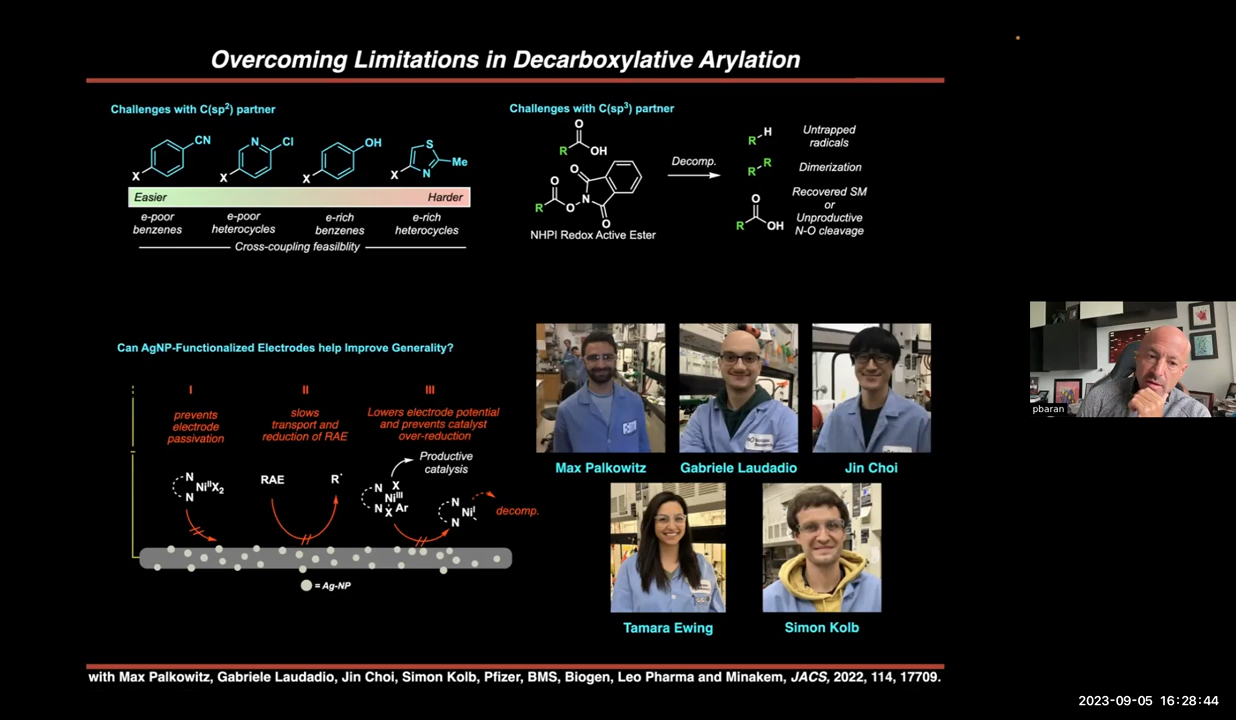 Overcoming Limitations in Decarboxylative Arylation
Challenges with C(sp2) partner
CN
X
N
Cl
X
OH
X
S
N
Me
X
Easier
Harder
e-poor
benzenes
e-poor
heterocycles
e-rich
benzenes
e-rich
heterocycles
Cross-coupling feasiblity
Challenges with C(sp3) partner
O
R
OH
O
O
R
O
N
O
NHPI Redox Active Ester
Decomp.
R
H
R
R
O
R
OH
Untrapped
radicals
Dimerization
Recovered SM
or
Unproductive
N-O cleavage
Can AgNP-Functionalized Electrodes help Improve Generality?
I
prevents
electrode
passivation
II
slows
transport and
reduction of RAE
III
Lowers electrode potential
and prevents catalyst
over-reduction
Productive
catalysis
N
N
NiIIX2
RAE
R·
N
N
X
NiIII
X
Ar
N
N
NiI
decomp.
= Ag-NP
Max Palkowitz
Gabriele Laudadio
Jin Choi
Tamara Ewing
Simon Kolb
with Max Palkowitz, Gabriele Laudadio, Jin Choi, Simon Kolb, Pfizer, BMS, Biogen, Leo Pharma and Minakem, JACS, 2022, 114, 17709.
pbaran
2023-09-05 16:28:44